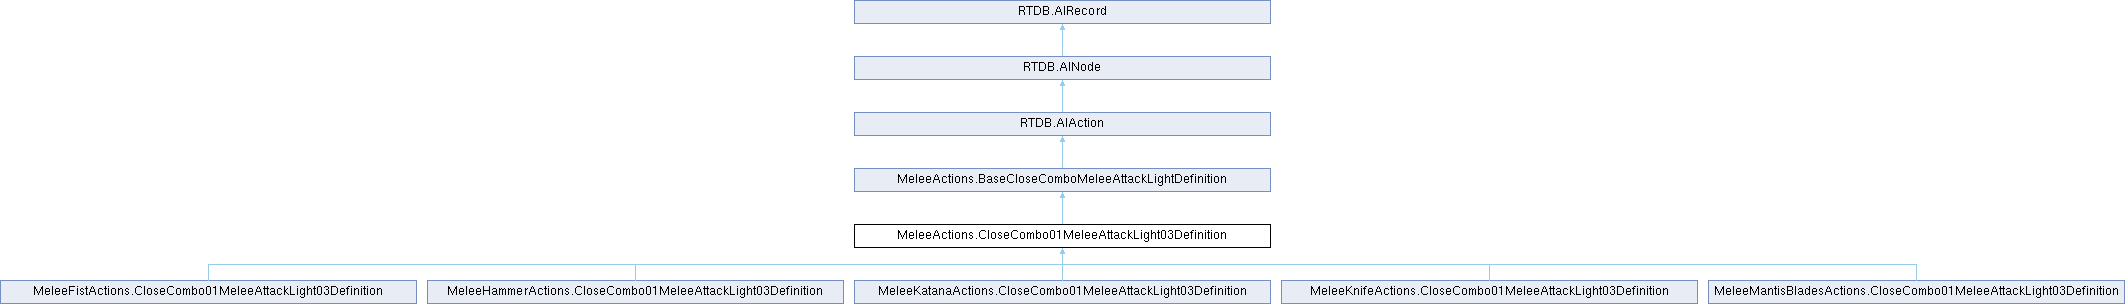 RTDB.AIRecord
RTDB.AINode
RTDB.AIAction
MeleeActions.BaseCloseComboMeleeAttackLightDefinition
MeleeActions.CloseCombo01MeleeAttackLight03Definition
MeleeFistActions.CloseCombo01MeleeAttackLight03Definition
MeleeHammerActions.CloseCombo01MeleeAttackLight03Definition
MeleeKatanaActions.CloseCombo01MeleeAttackLight03Definition
MeleeKnifeActions.CloseCombo01MeleeAttackLight03Definition
MeleeMantisBladesActions.CloseCombo01MeleeAttackLight03Definition